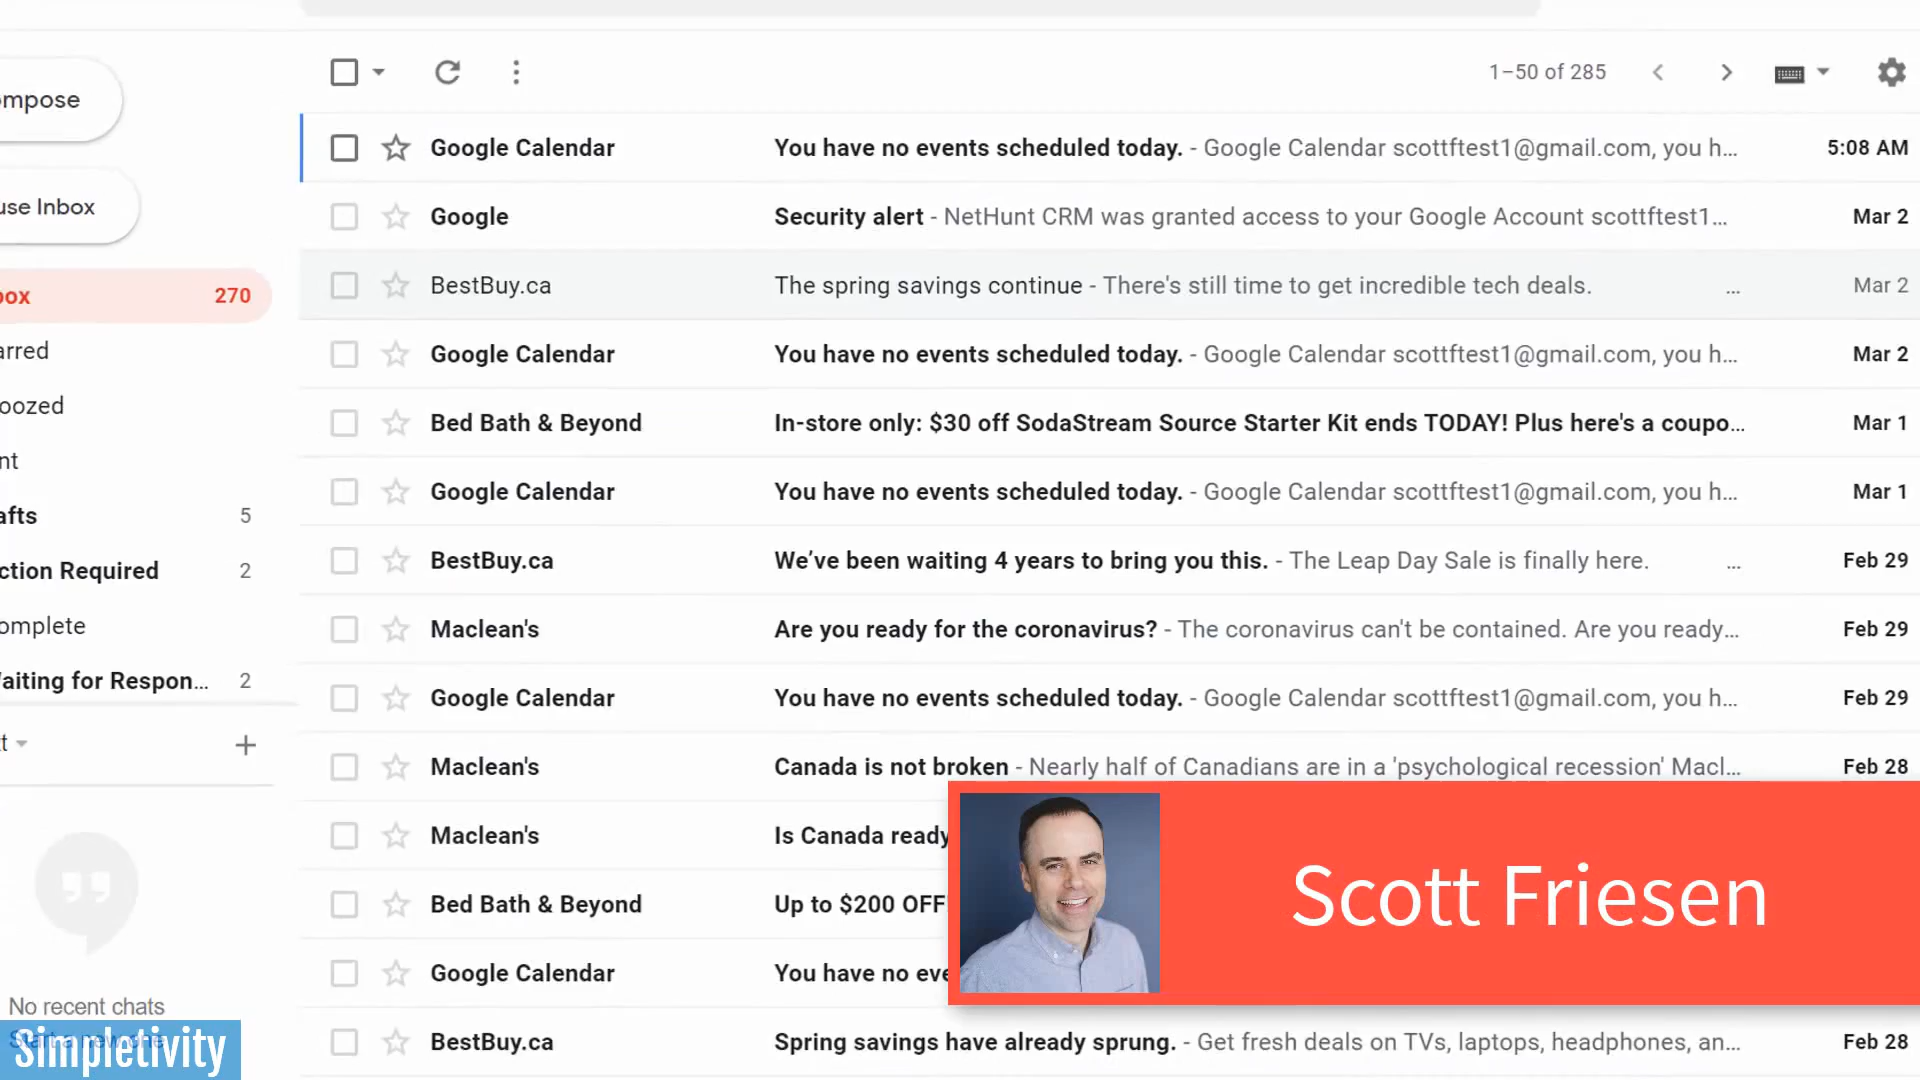 1–50 of 285
ompose
Google Calendar You have no events scheduled today. - Google Calendar scottftest1@gmail.com, you h... 5:08 AM
use Inbox
Google Security alert - NetHunt CRM was granted access to your Google Account scottftest1... Mar 2
BestBuy.ca The spring savings continue - There's still time to get incredible tech deals. ... Mar 2
box 270
arred
Google Calendar You have no events scheduled today. - Google Calendar scottftest1@gmail.com, you h... Mar 2
oozed
Bed Bath & Beyond In-store only: $30 off SodaStream Source Starter Kit ends TODAY! Plus here's a coupo... Mar 1
nt
Google Calendar You have no events scheduled today. - Google Calendar scottftest1@gmail.com, you h... Mar 1
afts 5
BestBuy.ca We’ve been waiting 4 years to bring you this. - The Leap Day Sale is finally here. ... Feb 29
ction Required 2
omplete
Maclean's Are you ready for the coronavirus? - The coronavirus can't be contained. Are you ready... Feb 29
aiting for Respon... 2
Google Calendar You have no events scheduled today. - Google Calendar scottftest1@gmail.com, you h... Feb 29
tt
Maclean's Canada is not broken - Nearly half of Canadians are in a 'psychological recession' Macl... Feb 28
Maclean's Is Canada ready
Bed Bath & Beyond Up to $200 OFF
Scott Friesen
Google Calendar You have no eve
No recent chats
BestBuy.ca Spring savings have already sprung. - Get fresh deals on TVs, laptops, headphones, an... Feb 28
Simpletivity